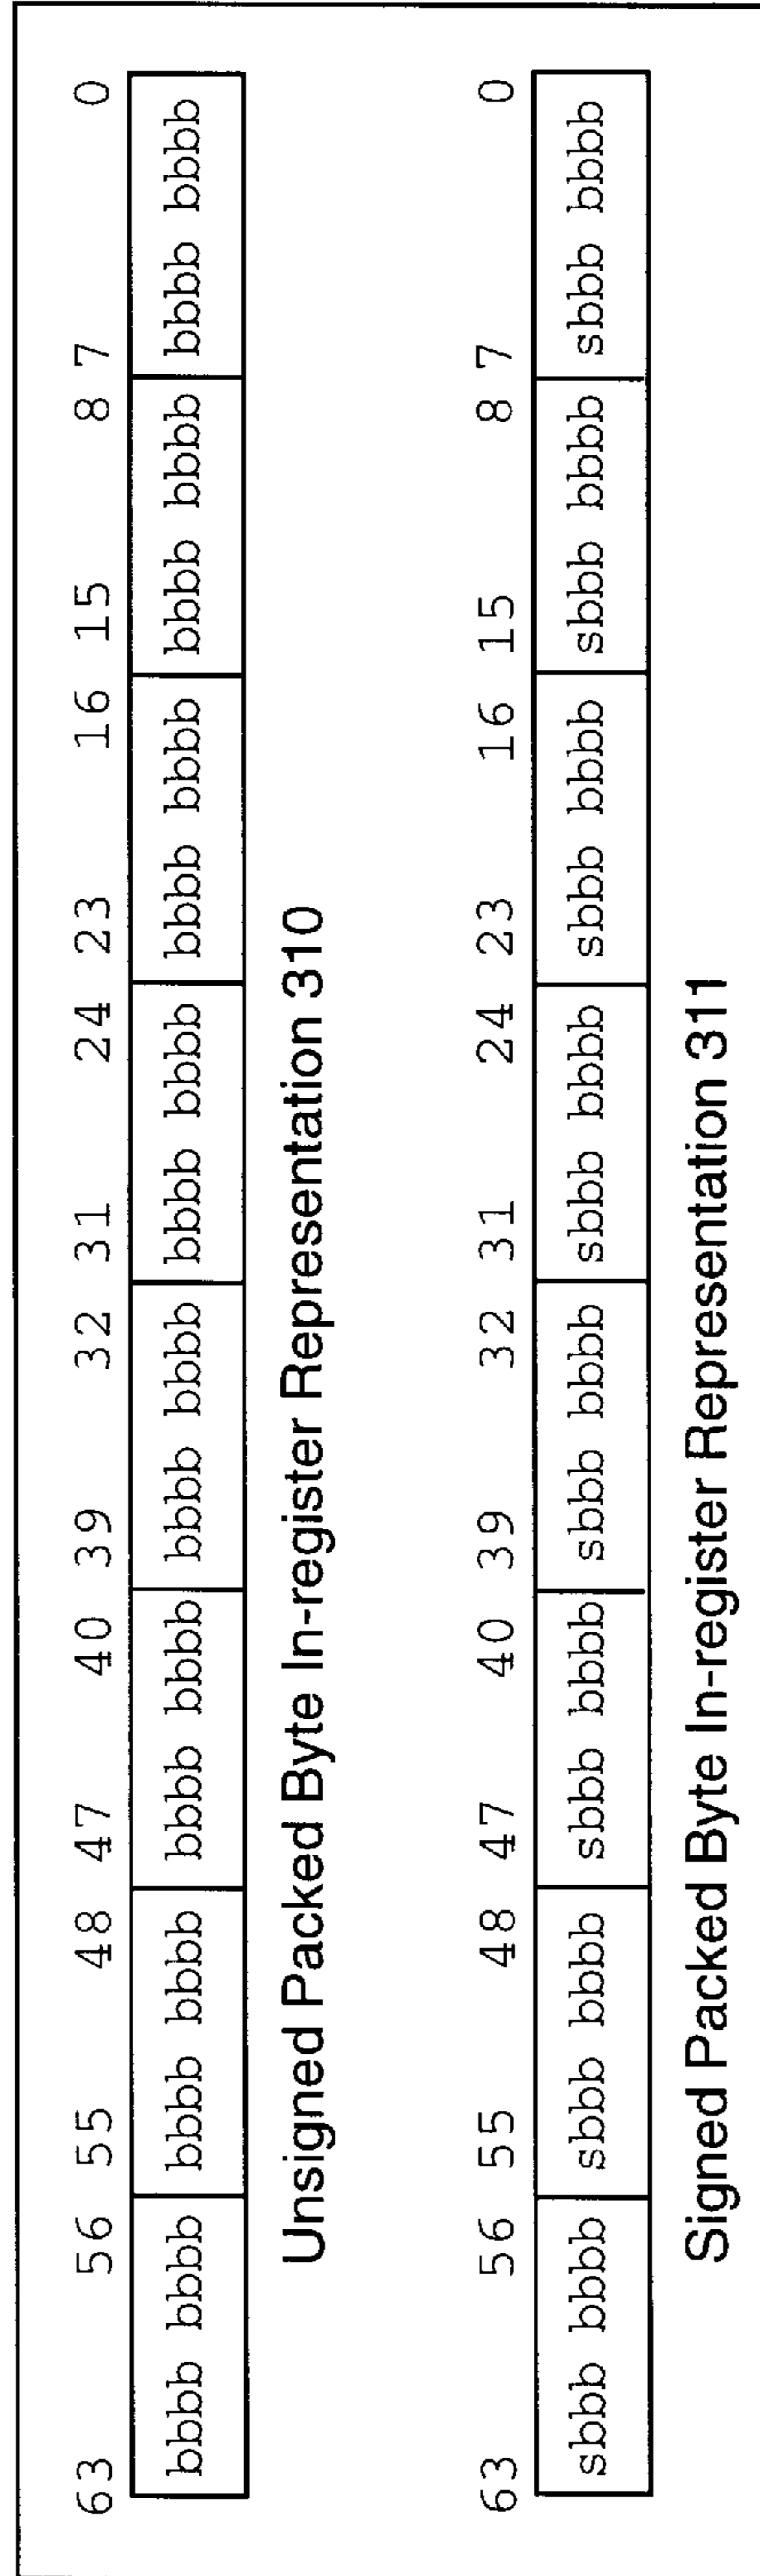 63 56 55 48 47 40 39 32 31 24 23 16 15 8 7 0
bbbb bbbb bbbb bbbb bbbb bbbb bbbb bbbb bbbb bbbb bbbb bbbb bbbb bbbb bbbb bbbb
Unsigned Packed Byte In-register Representation 310
63 56 55 48 47 40 39 32 31 24 23 16 15 8 7 0
sbbb bbbb sbbb bbbb sbbb bbbb sbbb bbbb sbbb bbbb sbbb bbbb sbbb bbbb sbbb bbbb
Signed Packed Byte In-register Representation 311